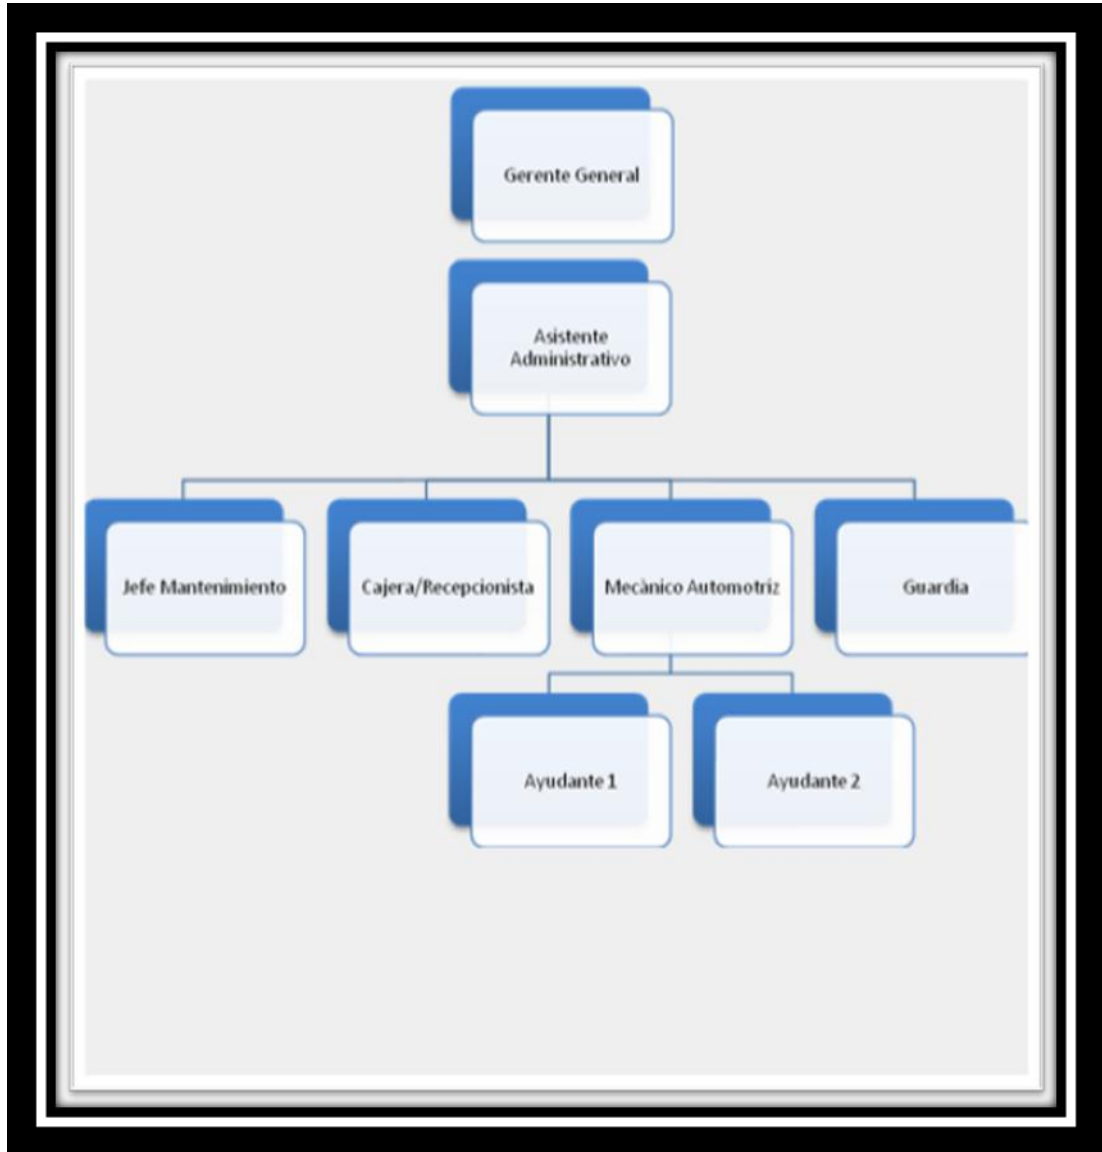 Gerente General
Asistente
Administrativo
Jefe Mantenimiento
Cajera/Recepcionista
Mecànico Automotriz
Guardia
Ayudante 1
Ayudante 2